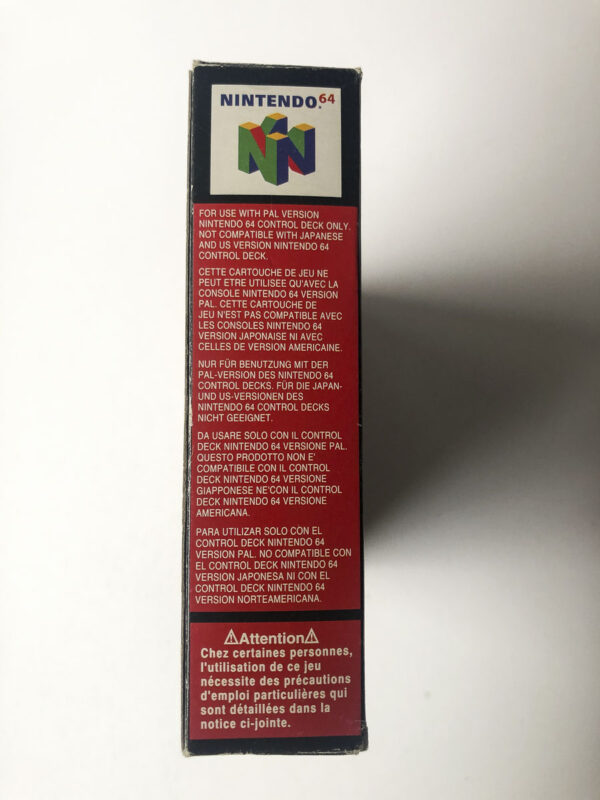 NINTENDO.64
FOR USE WITH PAL VERSION
NINTENDO 64 CONTROL DECK ONLY.
NOT COMPATIBLE WITH JAPANESE
AND US VERSION NINTENDO 64
CONTROL DECK.
CETTE CARTOUCHE DE JEU NE
PEUT ETRE UTILISEE QU'AVEC LA
CONSOLE NINTENDO 64 VERSION
PAL. CETTE CARTOUCHE DE
JEU N'EST PAS COMPATIBLE AVEC
LES CONSOLES NINTENDO 64
VERSION JAPONAISE NI AVEC
CELLES DE VERSION AMERICAINE.
NUR FÜR BENUTZUNG MIT DER
PAL-VERSION DES NINTENDO 64
CONTROL DECKS. FÜR DIE JAPAN-
UND US-VERSIONEN DES
NINTENDO 64 CONTROL DECKS
NICHT GEEIGNET.
DA USARE SOLO CON IL CONTROL
DECK NINTENDO 64 VERSIONE PAL.
QUESTO PRODOTTO NON E'
COMPATIBILE CON IL CONTROL
DECK NINTENDO 64 VERSIONE
GIAPPONESE NE'CON IL CONTROL
DECK NINTENDO 64 VERSIONE
AMERICANA.
PARA UTILIZAR SOLO CON EL
CONTROL DECK NINTENDO 64
VERSION PAL. NO COMPATIBLE CON
EL CONTROL DECK NINTENDO 64
VERSION JAPONESA NI CON EL
CONTROL DECK NINTENDO 64
VERSION NORTEAMERICANA.
⚠Attention⚠
Chez certaines personnes,
l'utilisation de ce jeu
nécessite des précautions
d'emploi particulières qui
sont détaillées dans la
notice ci-jointe.